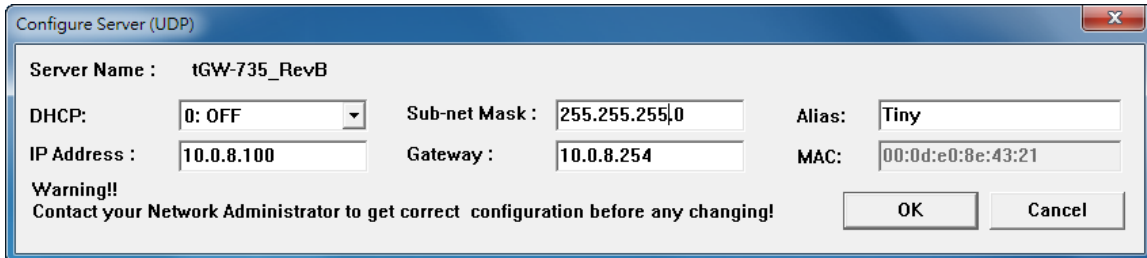 Configure Server (UDP)
Server Name : tGW-735_RevB
DHCP: 0: OFF Sub-net Mask : 255.255.255.0 Alias: Tiny
IP Address : 10.0.8.100 Gateway : 10.0.8.254 MAC: 00:0d:e0:8e:43:21
Warning!!
Contact your Network Administrator to get correct configuration before any changing!
OK Cancel